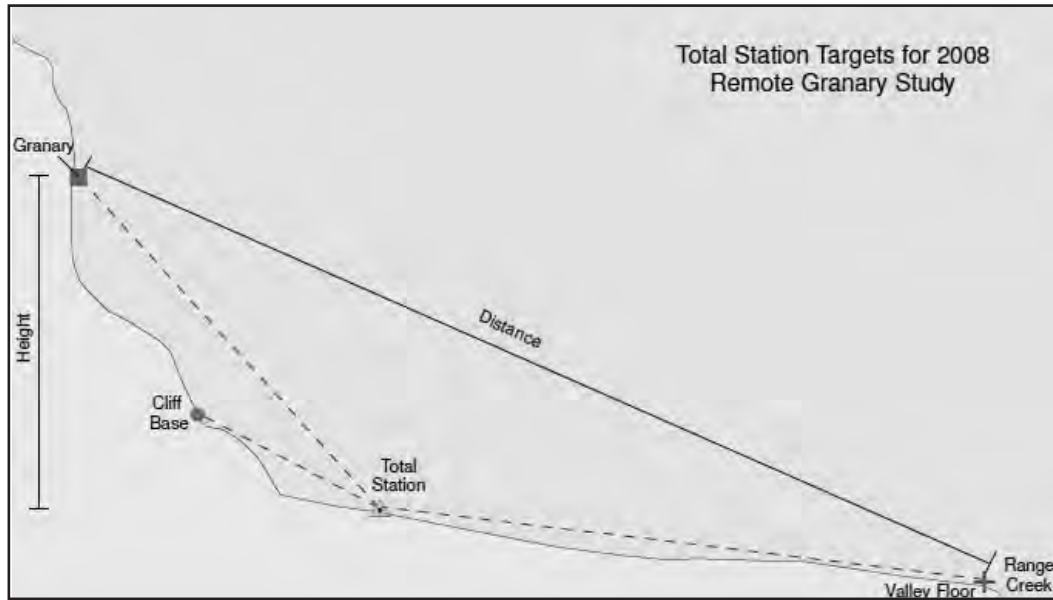 Total Station Targets for 2008
Remote Granary Study
Granary
Height
Distance
Cliff
Base
Total
Station
Range
Creek
Valley Floor